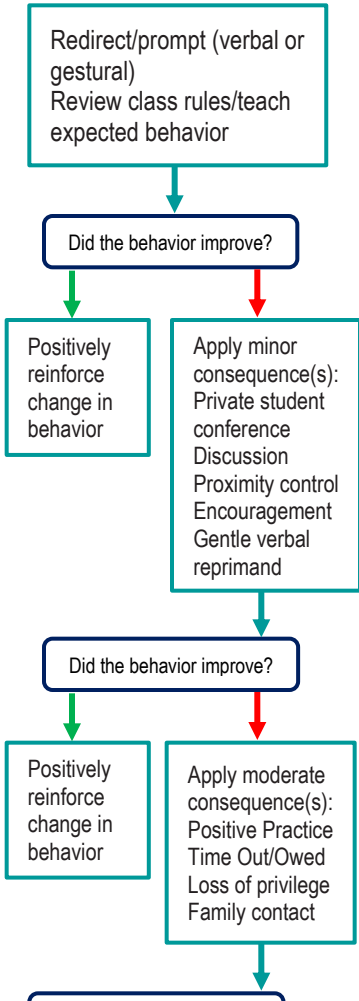 Redirect/prompt (verbal or
gestural)
Review class rules/teach
expected behavior
Did the behavior improve?
Positively
reinforce
change in
behavior
Apply minor
consequence(s):
Private student
conference
Discussion
Proximity control
Encouragement
Gentle verbal
reprimand
Did the behavior improve?
Positively
reinforce
change in
behavior
Apply moderate
consequence(s):
Positive Practice
Time Out/Owed
Loss of privilege
Family contact